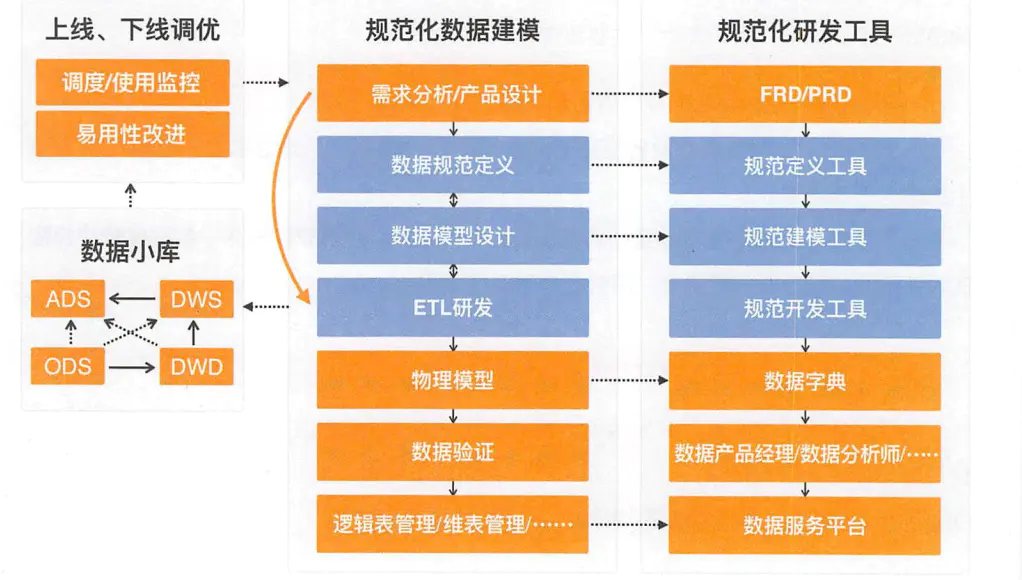 上线、下线调优
调度/使用监控
易用性改进
数据小库
ADS
DWS
ODS
DWD
规范化数据建模
需求分析/产品设计
数据规范定义
数据模型设计
ETL研发
物理模型
数据验证
逻辑表管理/维表管理/……
规范化研发工具
FRD/PRD
规范定义工具
规范建模工具
规范开发工具
数据字典
数据产品经理/数据分析师/……
数据服务平台